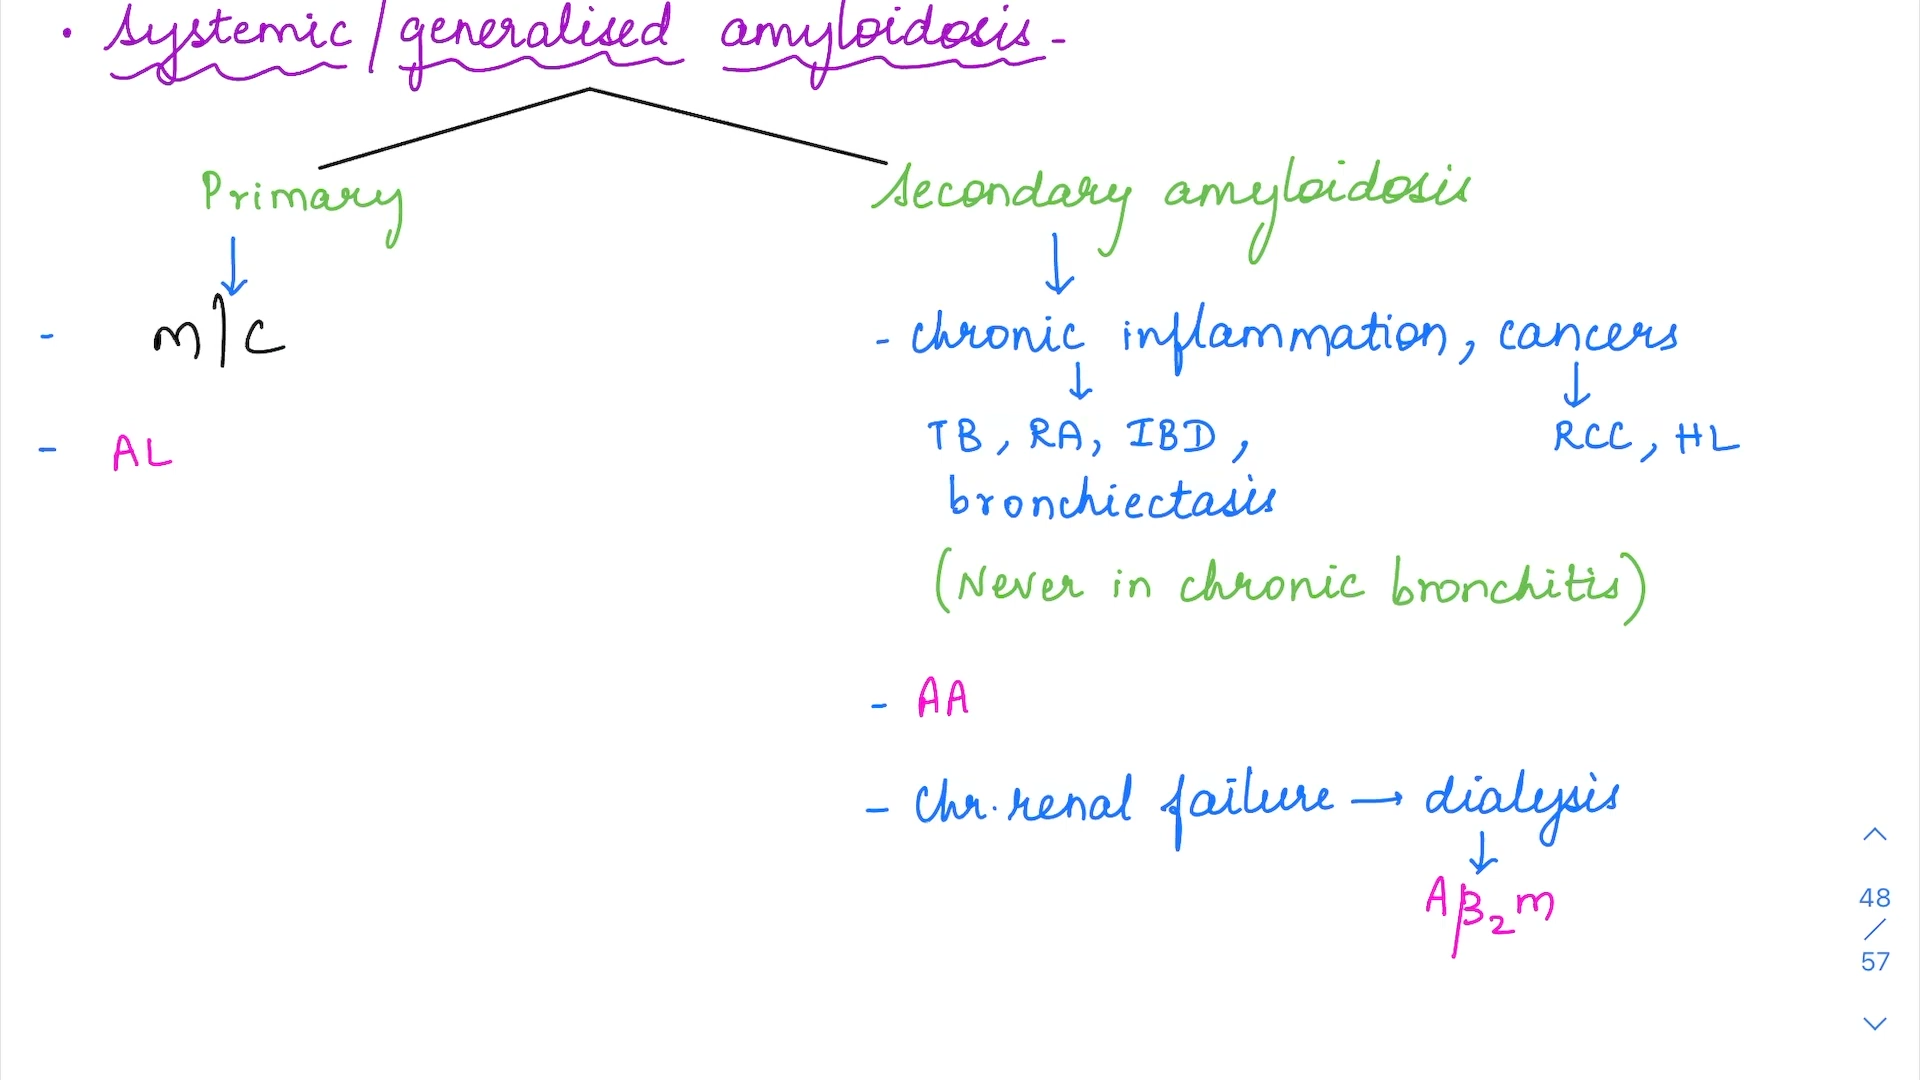 • systemic/generalised amyloidosis -
Primary
Secondary amyloidosis
- m/c
- AL
- chronic inflammation, cancers
TB, RA, IBD,
bronchiectasis
RCC, HL
(Never in chronic bronchitis)
- AA
- Chr. renal failure → dialysis
Aβ₂m
48
/
57